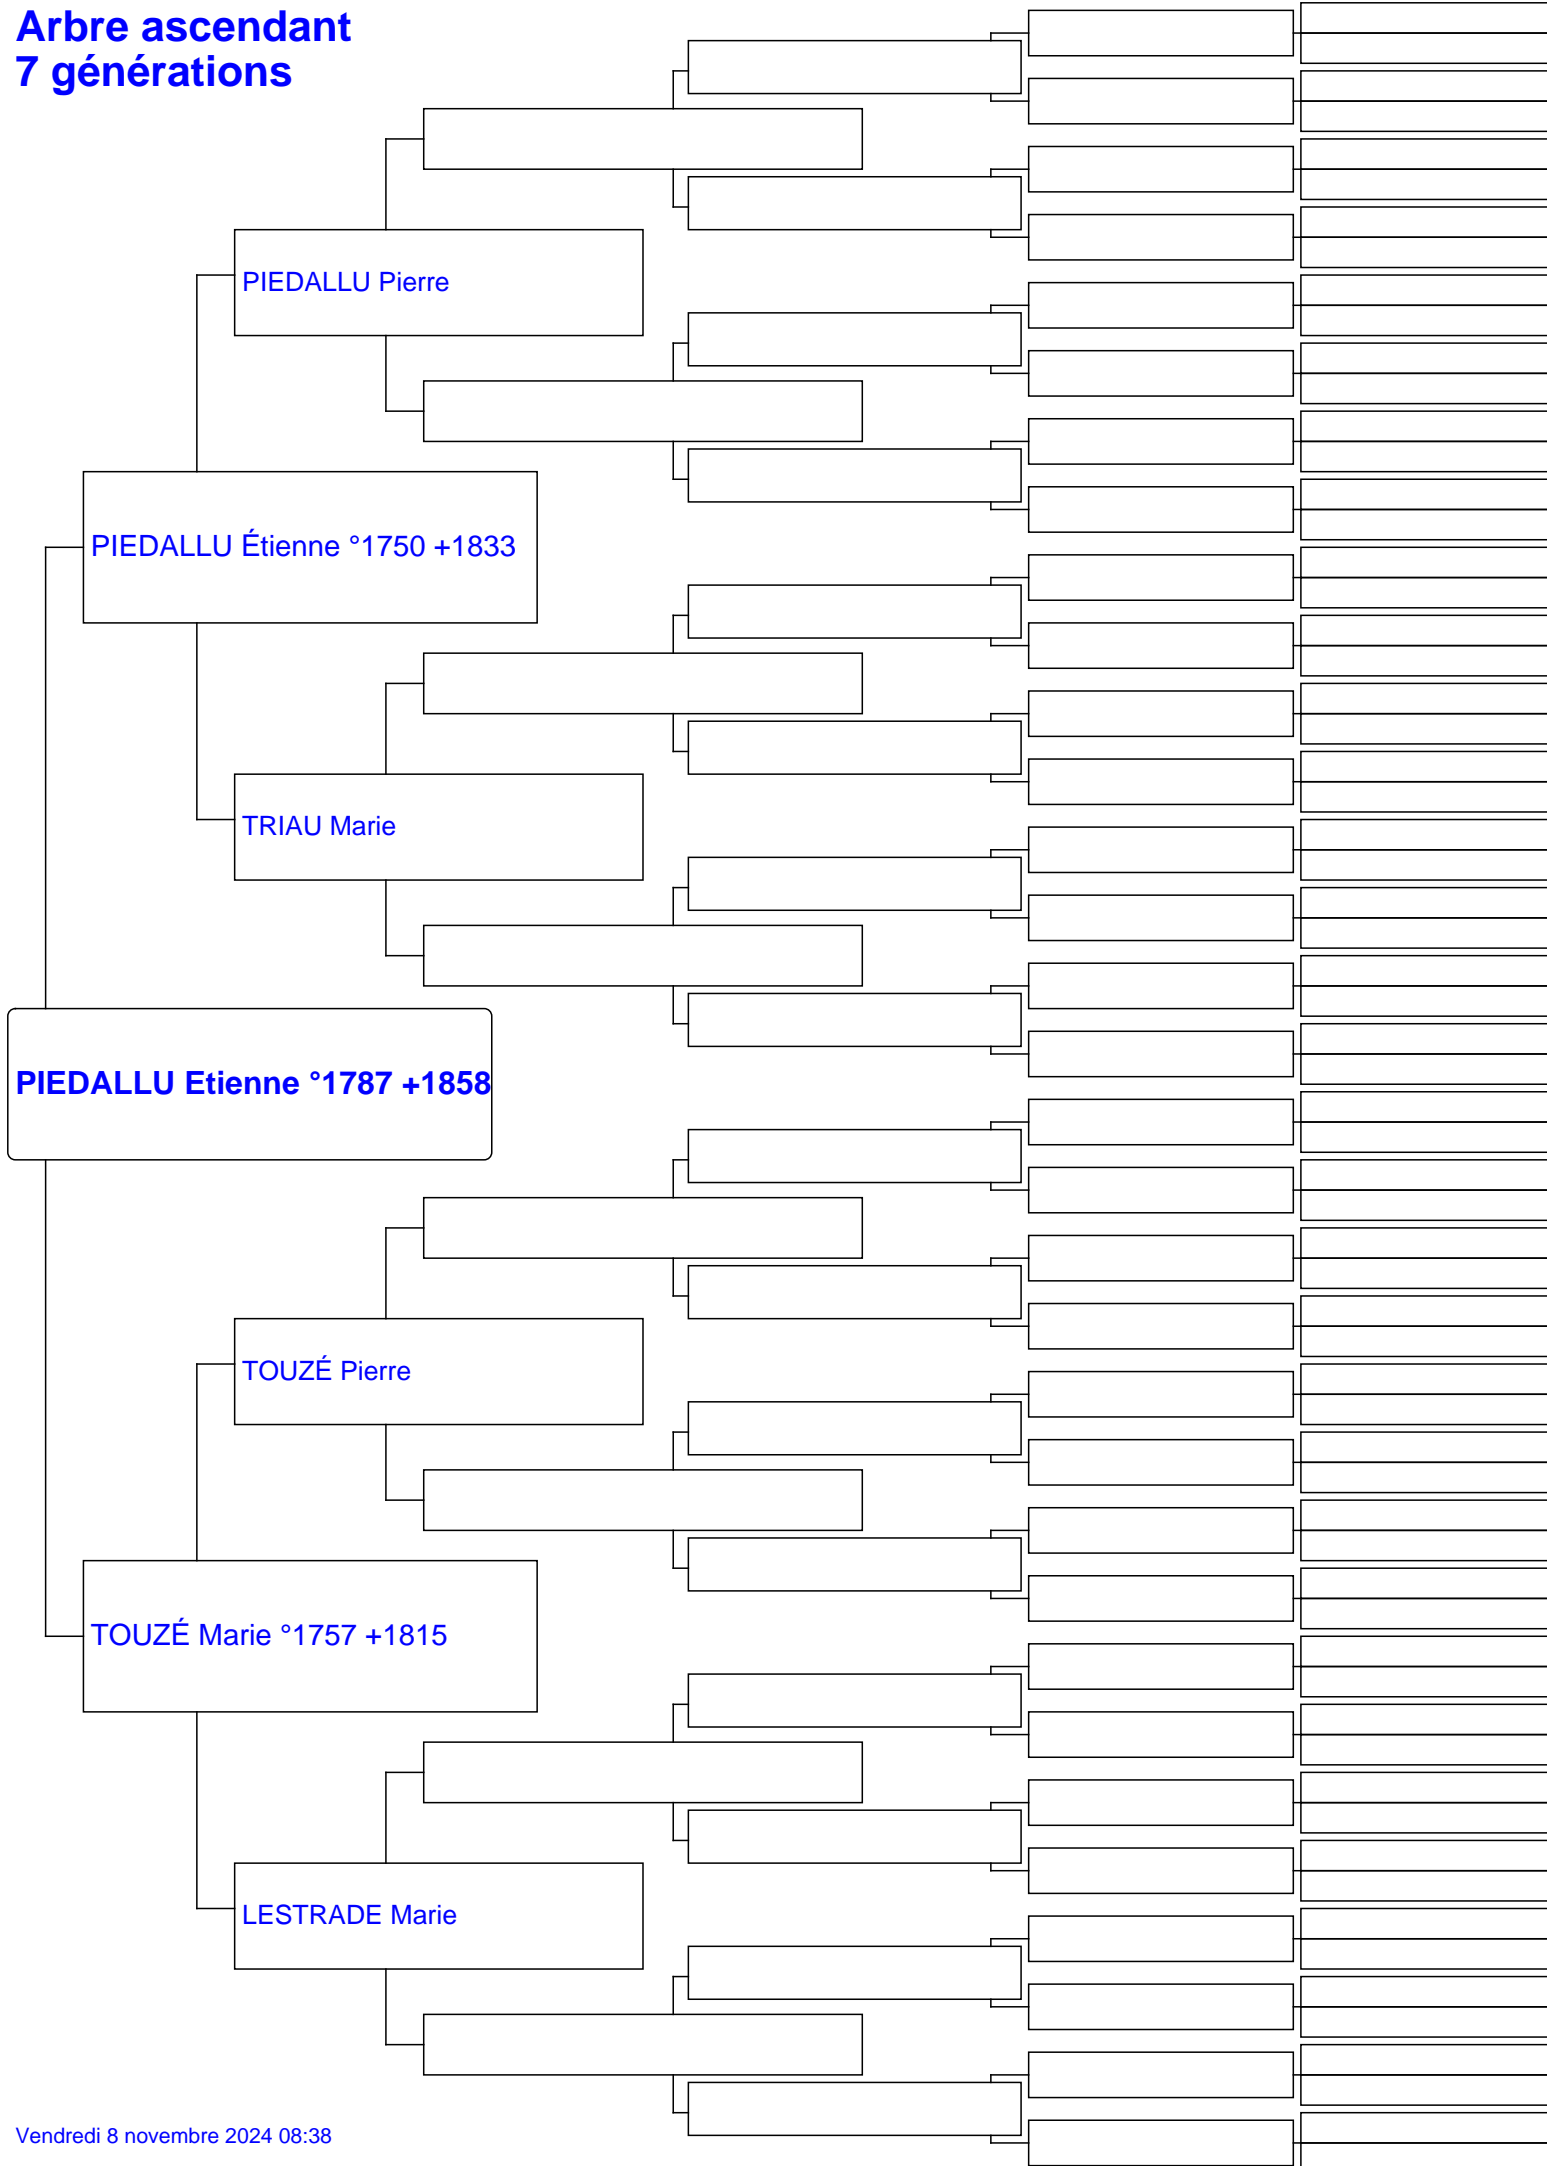 Arbre ascendant
7 générations
PIEDALLU Pierre
PIEDALLU Étienne °1750 +1833
TRIAU Marie
PIEDALLU Etienne °1787 +1858
TOUZÉ Pierre
TOUZÉ Marie °1757 +1815
LESTRADE Marie
Vendredi 8 novembre 2024 08:38